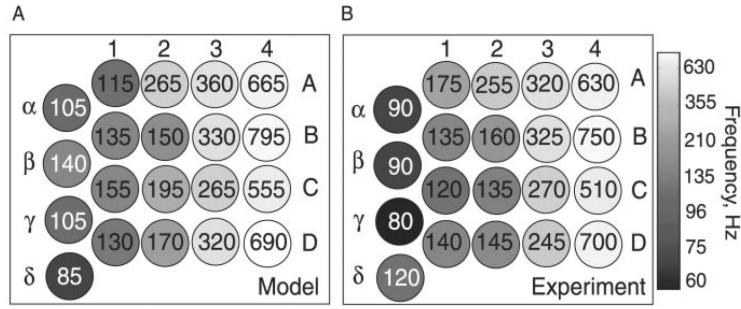 A
B
1 2 3 4
1 2 3 4
115 265 360 665 A
α 105
135 150 330 795 B
β 140
155 195 265 555 C
γ 105
130 170 320 690 D
δ 85
Model
175 255 320 630 A
α 90
135 160 325 750 B
β 90
120 135 270 510 C
γ 80
140 145 245 700 D
δ 120
Experiment
630
355
210
135
96
75
60
Frequency, Hz